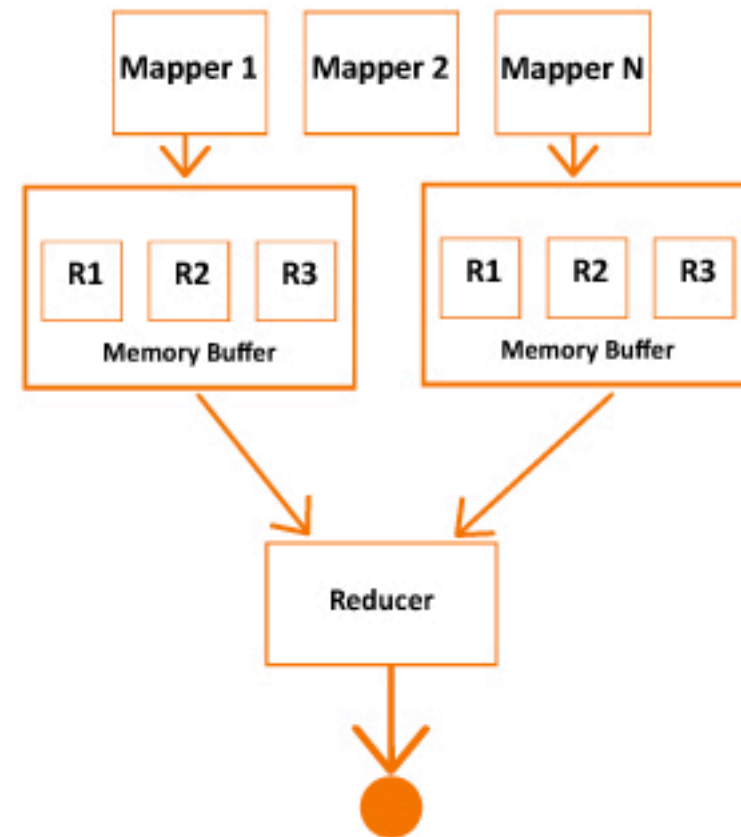 Mapper 1
Mapper 2
Mapper N
R1
R2
R3
Memory Buffer
R1
R2
R3
Memory Buffer
Reducer